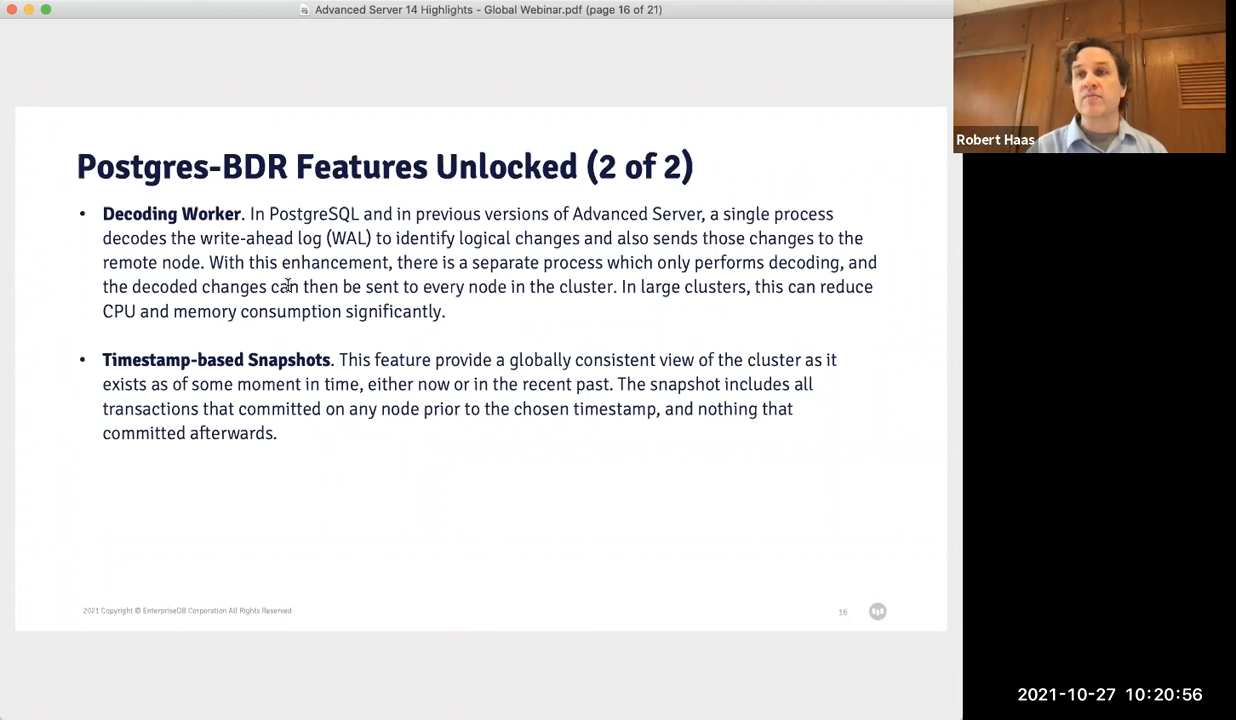 Advanced Server 14 Highlights - Global Webinar.pdf (page 16 of 21)
Robert Haas
Postgres-BDR Features Unlocked (2 of 2)
• Decoding Worker. In PostgreSQL and in previous versions of Advanced Server, a single process
decodes the write-ahead log (WAL) to identify logical changes and also sends those changes to the
remote node. With this enhancement, there is a separate process which only performs decoding, and
the decoded changes can then be sent to every node in the cluster. In large clusters, this can reduce
CPU and memory consumption significantly.
• Timestamp-based Snapshots. This feature provide a globally consistent view of the cluster as it
exists as of some moment in time, either now or in the recent past. The snapshot includes all
transactions that committed on any node prior to the chosen timestamp, and nothing that
committed afterwards.
2021 Copyright © EnterpriseDB Corporation All Rights Reserved
16
2021-10-27 10:20:56